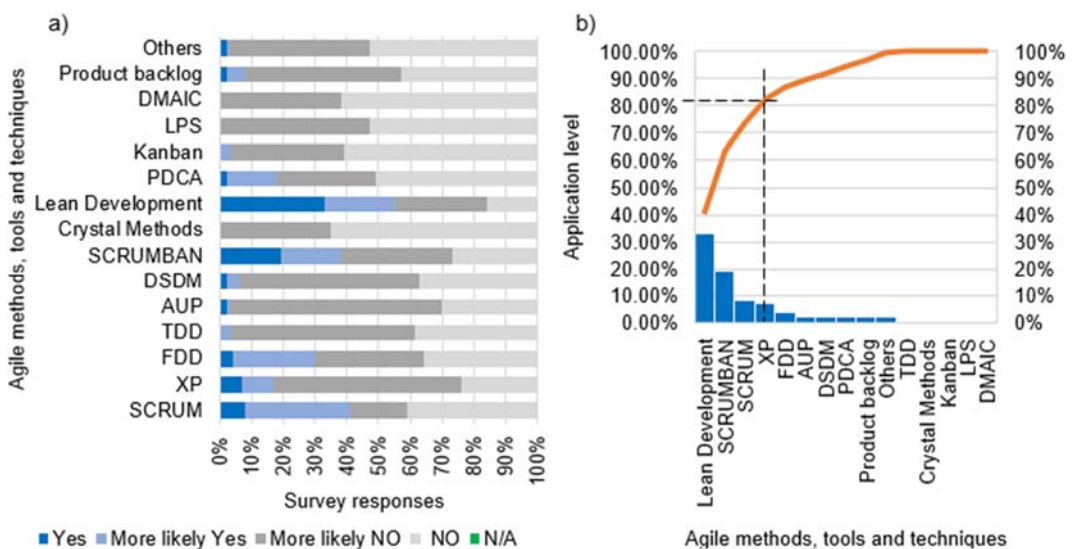 a)
Agile methods, tools and techniques
Others
Product backlog
DMAIC
LPS
Kanban
PDCA
Lean Development
Crystal Methods
SCRUMBAN
DSDM
AUP
TDD
FDD
XP
SCRUM
0% 10% 20% 30% 40% 50% 60% 70% 80% 90% 100%
Survey responses
Yes More likely Yes More likely NO NO N/A
b)
Application level
100.00% 100%
90.00% 90%
80.00% 80%
70.00% 70%
60.00% 60%
50.00% 50%
40.00% 40%
30.00% 30%
20.00% 20%
10.00% 10%
0.00% 0%
Lean Development
SCRUMBAN
SCRUM
XP
FDD
AUP
DSDM
PDCA
Product backlog
Others
TDD
Crystal Methods
Kanban
LPS
DMAIC
Agile methods, tools and techniques